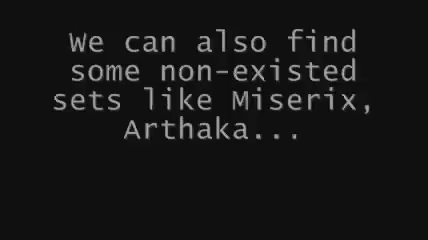 We can also find
some non-existed
sets like Miserix,
Arthaka...